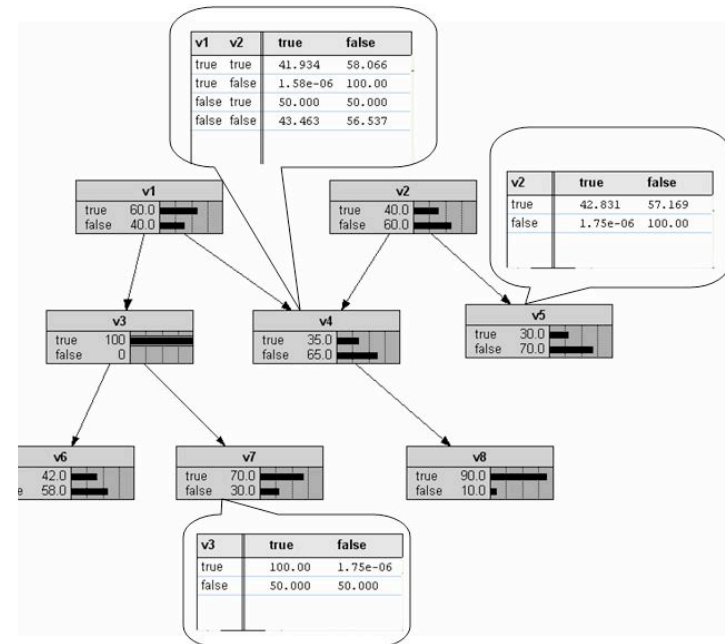 v1 v2 true false
true true 41.934 58.066
true false 1.58e-06 100.00
false true 50.000 50.000
false false 43.463 56.537
v2 true false
true 42.831 57.169
false 1.75e-06 100.00
v1
true 60.0
false 40.0
v2
true 40.0
false 60.0
v3
true 100
false 0
v4
true 35.0
false 65.0
v5
true 30.0
false 70.0
v6
42.0
e 58.0
v7
true 70.0
false 30.0
v8
true 90.0
false 10.0
v3 true false
true 100.00 1.75e-06
false 50.000 50.000